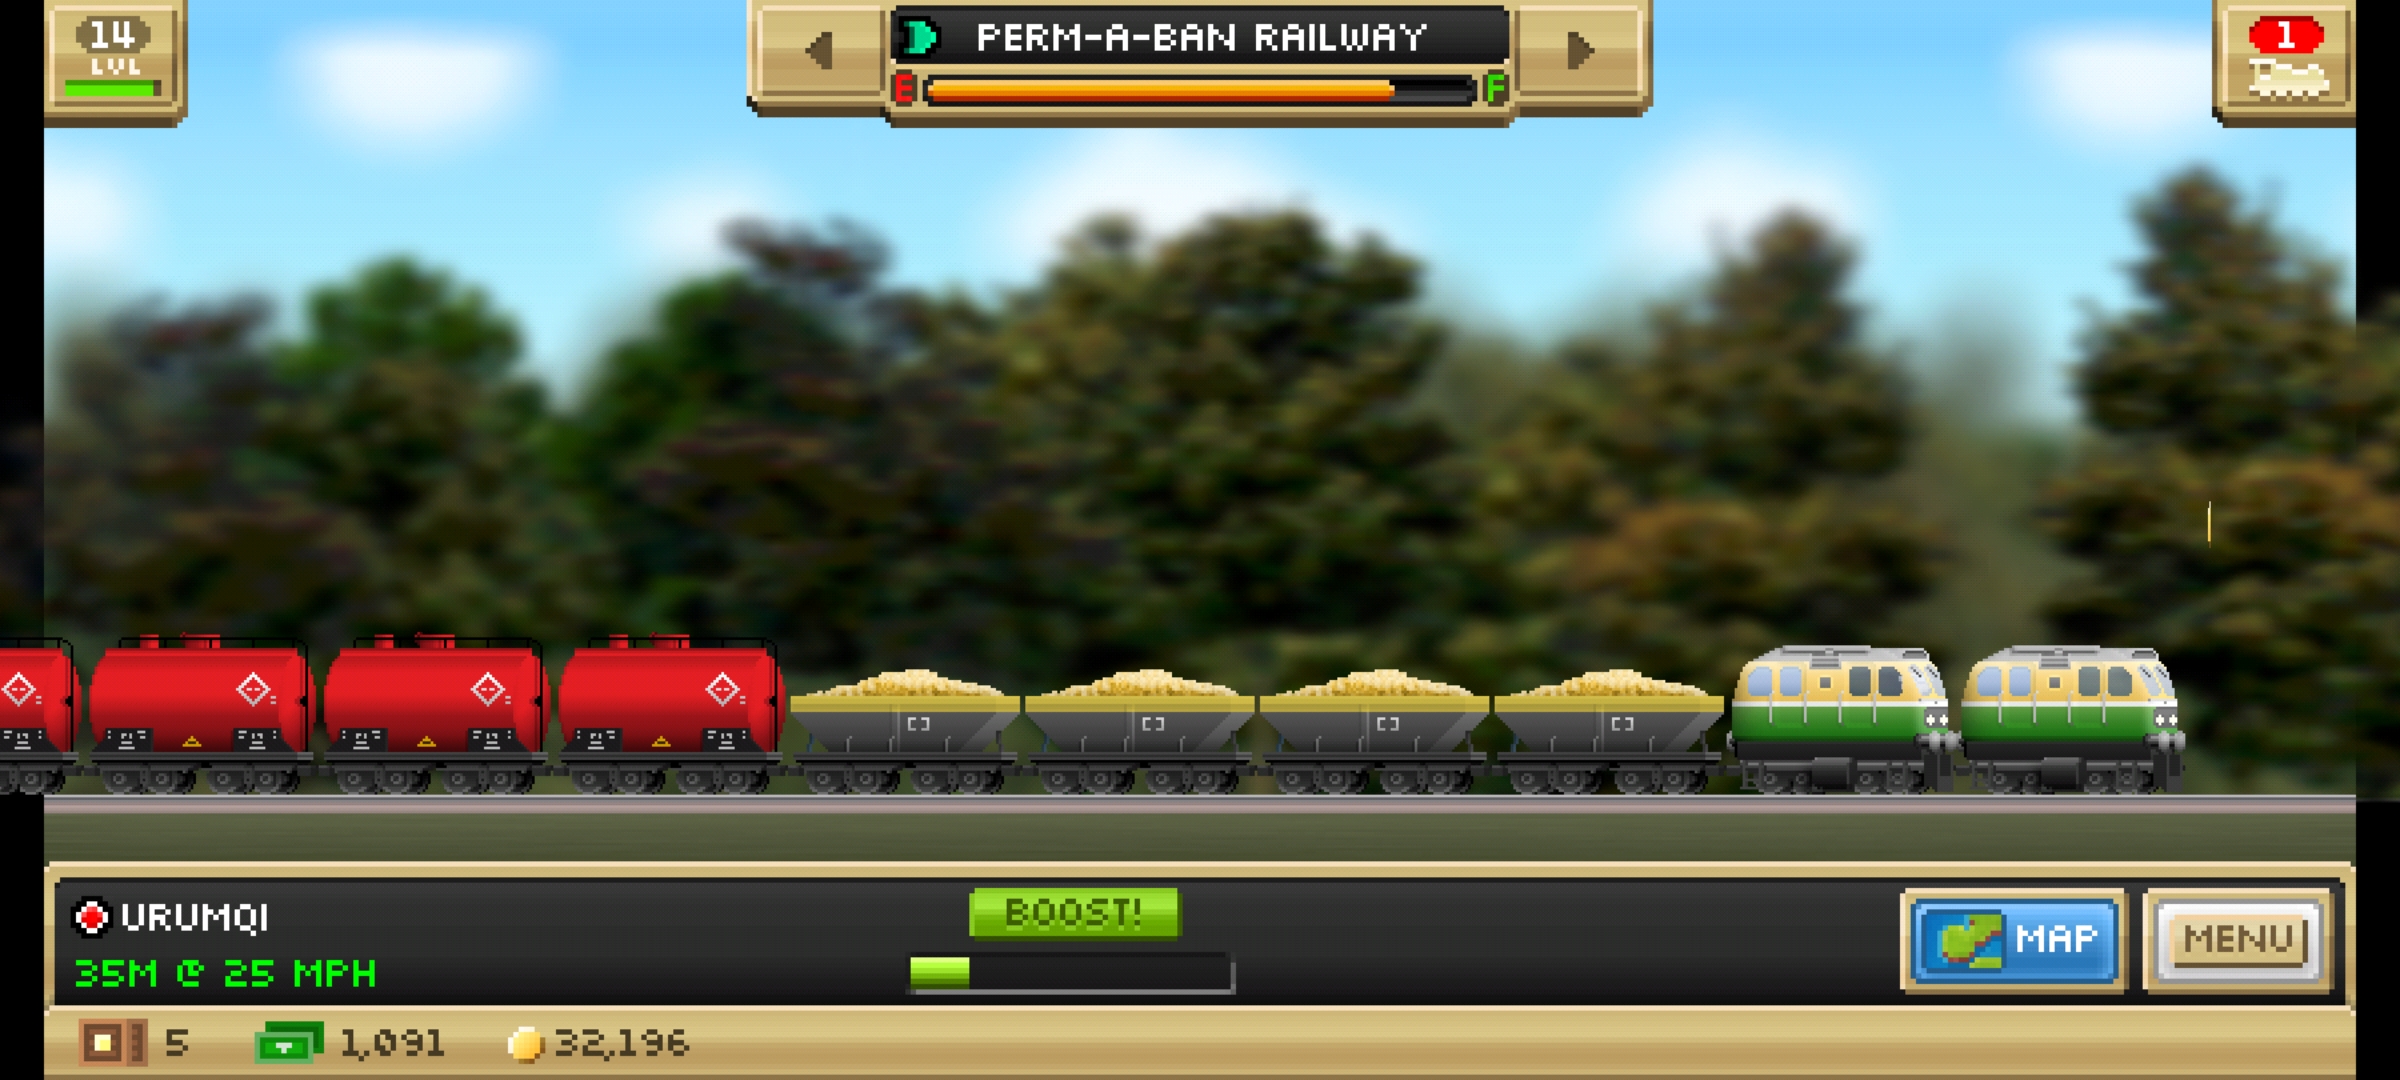 14
LVL
PERM-A-BAN RAILWAY
E F
1
URUMQI
35M @ 25 MPH
BOOST!
MAP
MENU
5 1,091 32,196